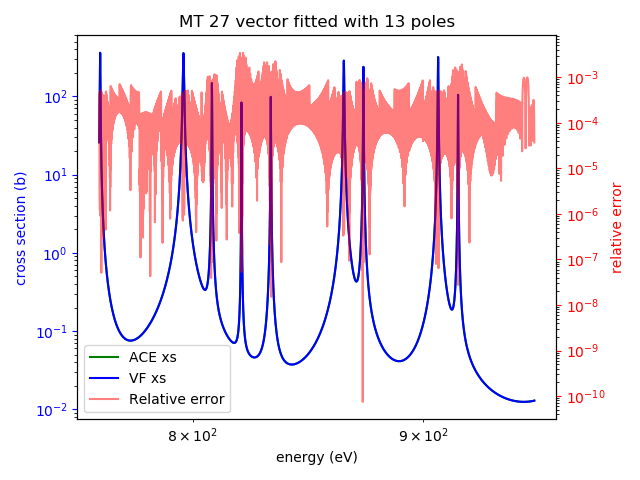 MT 27 vector fitted with 13 poles
10²
10¹
10⁰
10⁻¹
10⁻²
cross section (b)
10⁻³
10⁻⁴
10⁻⁵
10⁻⁶
10⁻⁷
10⁻⁸
10⁻⁹
10⁻¹⁰
relative error
ACE xs
VF xs
Relative error
8 × 10²
9 × 10²
energy (eV)